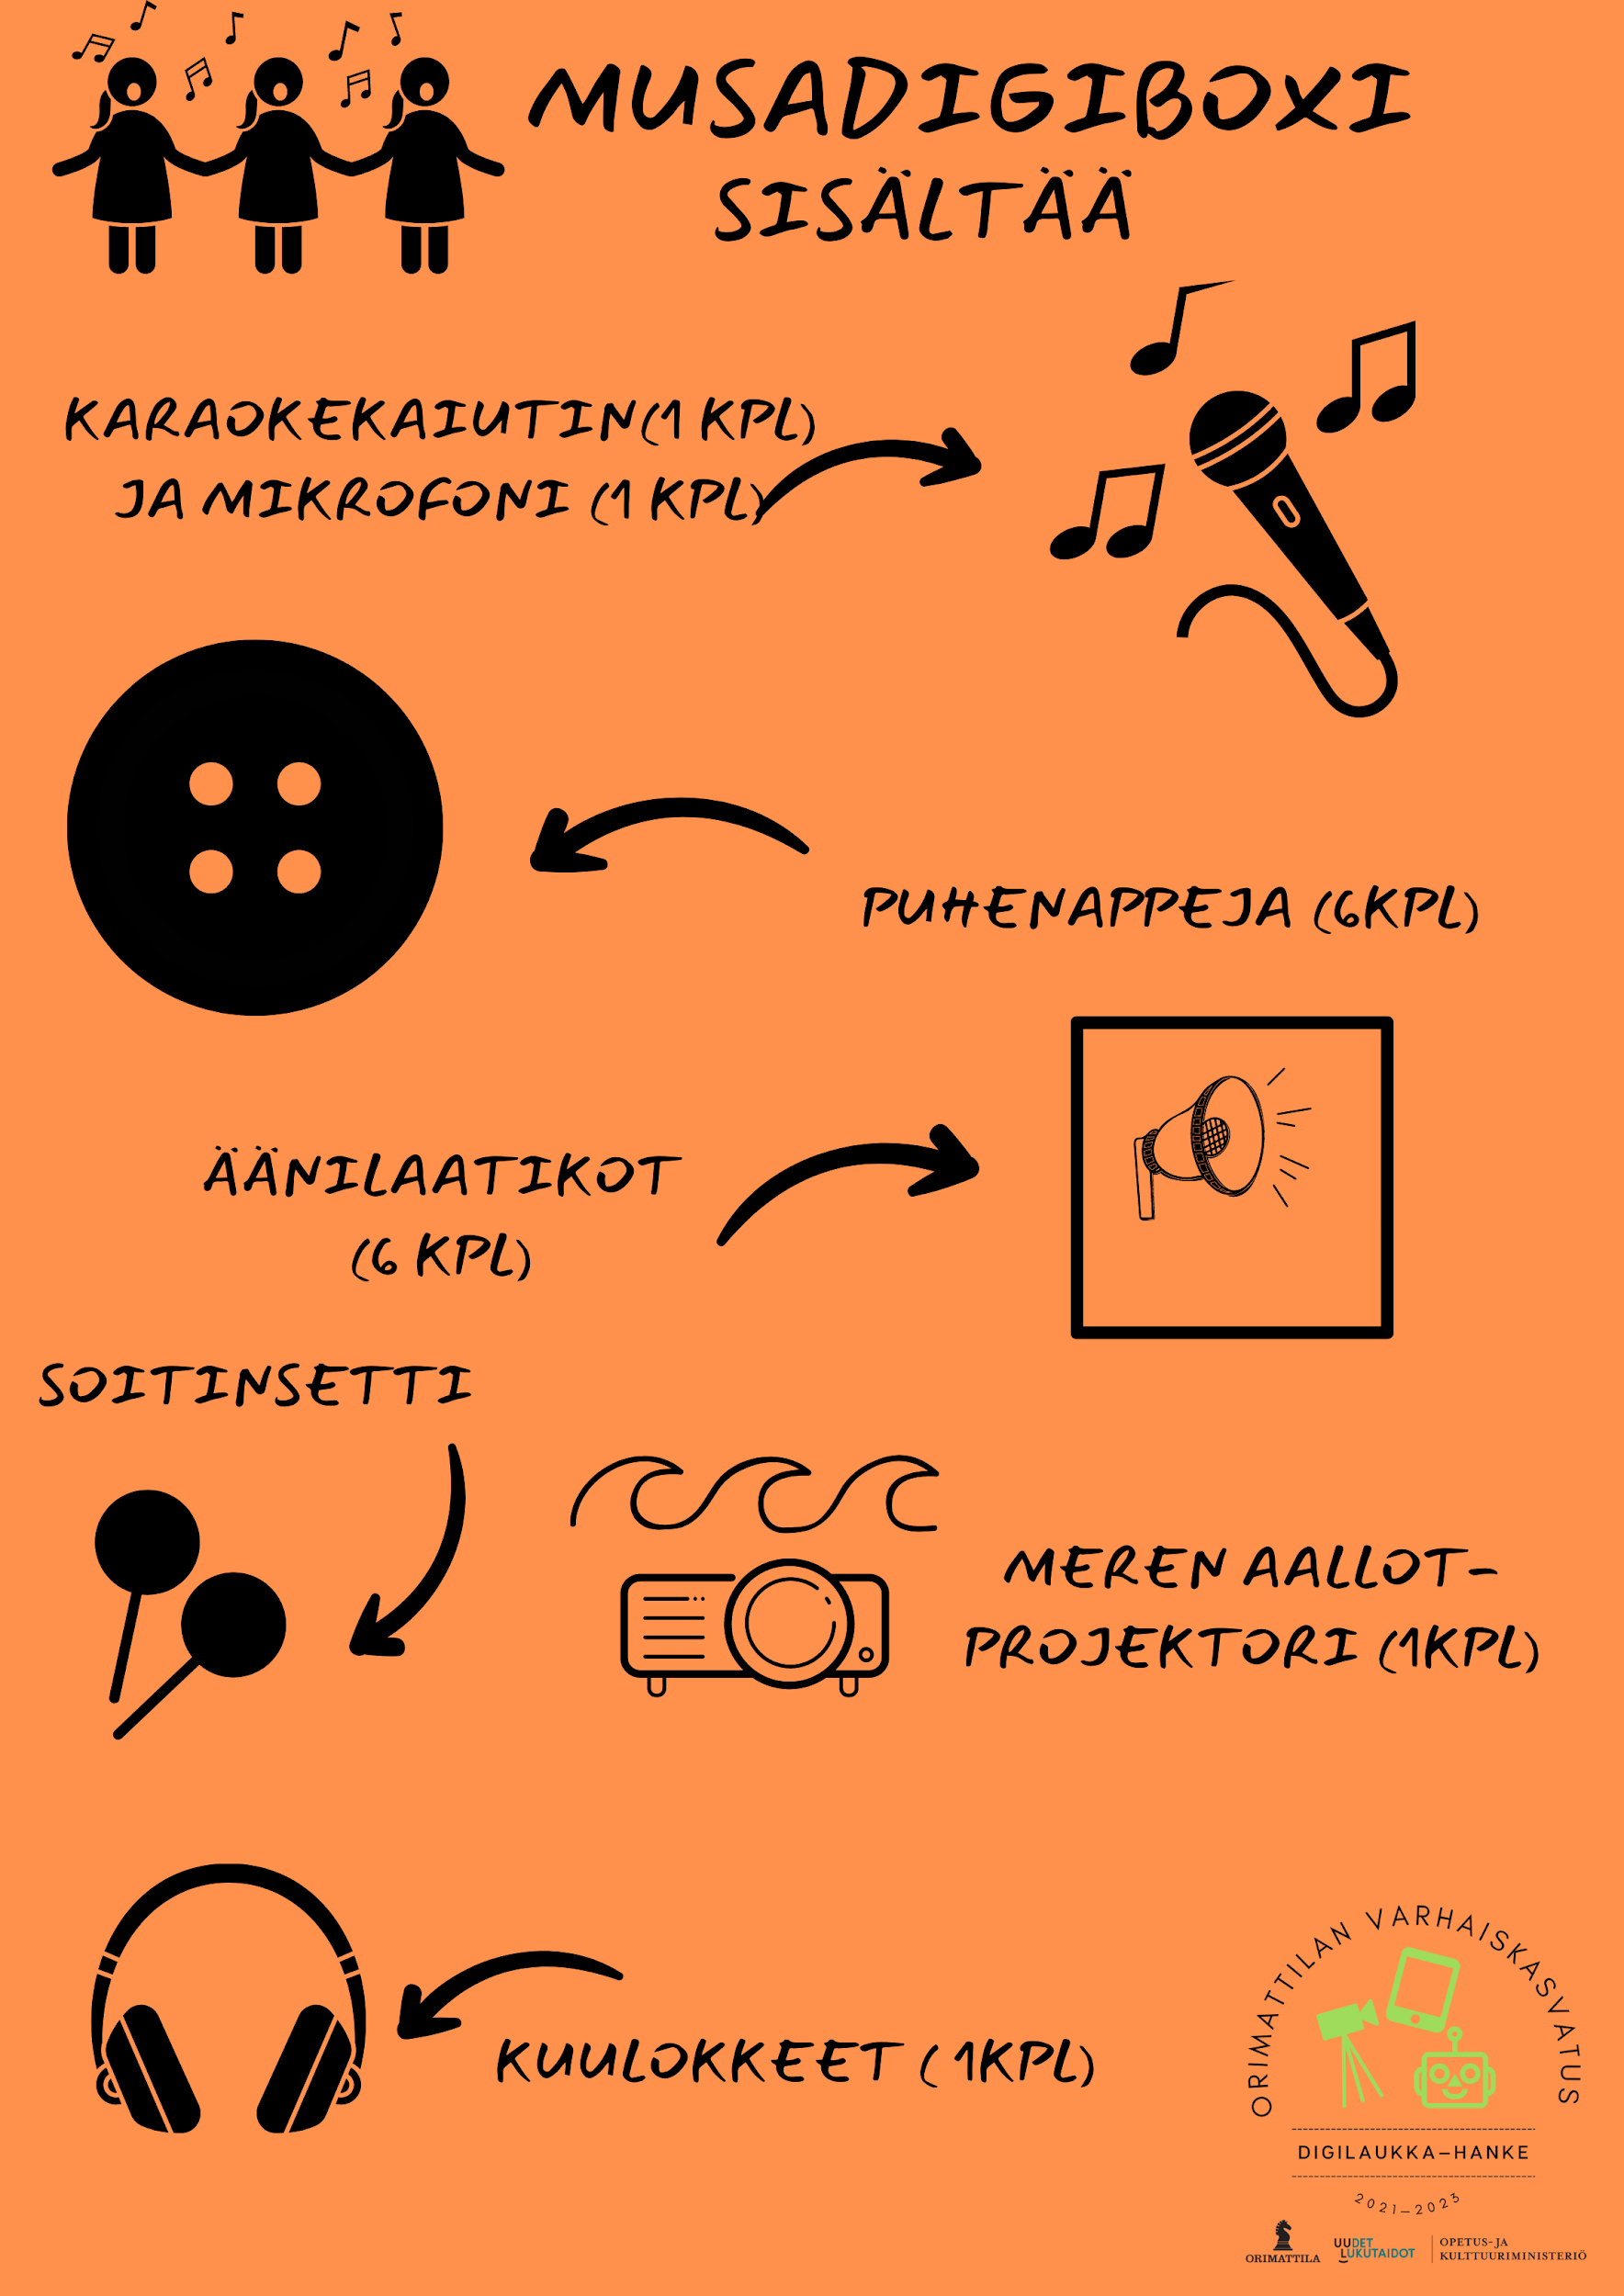 MUSADIGIBOXI
SISÄLTÄÄ
KARAOKEKAIUTIN(1 KPL)
JA MIKROFONI (1 KPL)
PUHENAPPEJA (6KPL)
ÄÄNILAATIKOT
(6 KPL)
SOITINSETTI
MEREN AALLOT-
PROJEKTORI (1KPL)
KUULOKKEET ( 1KPL)
ORIMATTILAN VARHAISKASVATUS
DIGILAUKKA–HANKE
2021–2023
ORIMATTILA
UUDET
LUKUTAIDOT
OPETUS- JA
KULTTUURIMINISTERIÖ